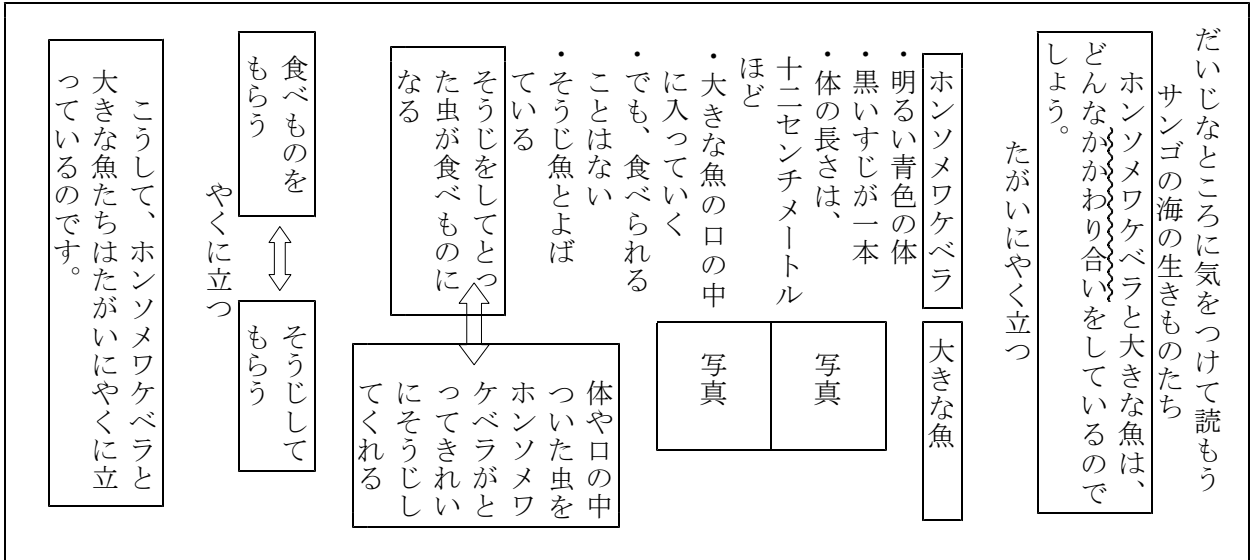 だいじなところに気をつけて読もう
サンゴの海の生きものたち
ホンソメワケベラと大きな魚は、
どんなかかわり合いをしているので
しょう。
たがいにやく立つ
ホンソメワケベラ
大きな魚
・明るい青色の体
・黒いすじが一本
・体の長さは、
十二センチメートル
ほど
・大きな魚の口の中
に入っていく
・でも、食べられる
ことはない
・そうじ魚とよば
ている
写真
写真
そうじをしてとっ
た虫が食べものに
なる
体や口の中
ついた虫を
ホンソメワ
ケベラがと
ってきれい
にそうじし
てくれる
食べものを
もらう
そうじして
もらう
やくに立つ
こうして、ホンソメワケベラと
大きな魚たちはたがいにやくに立
っているのです。